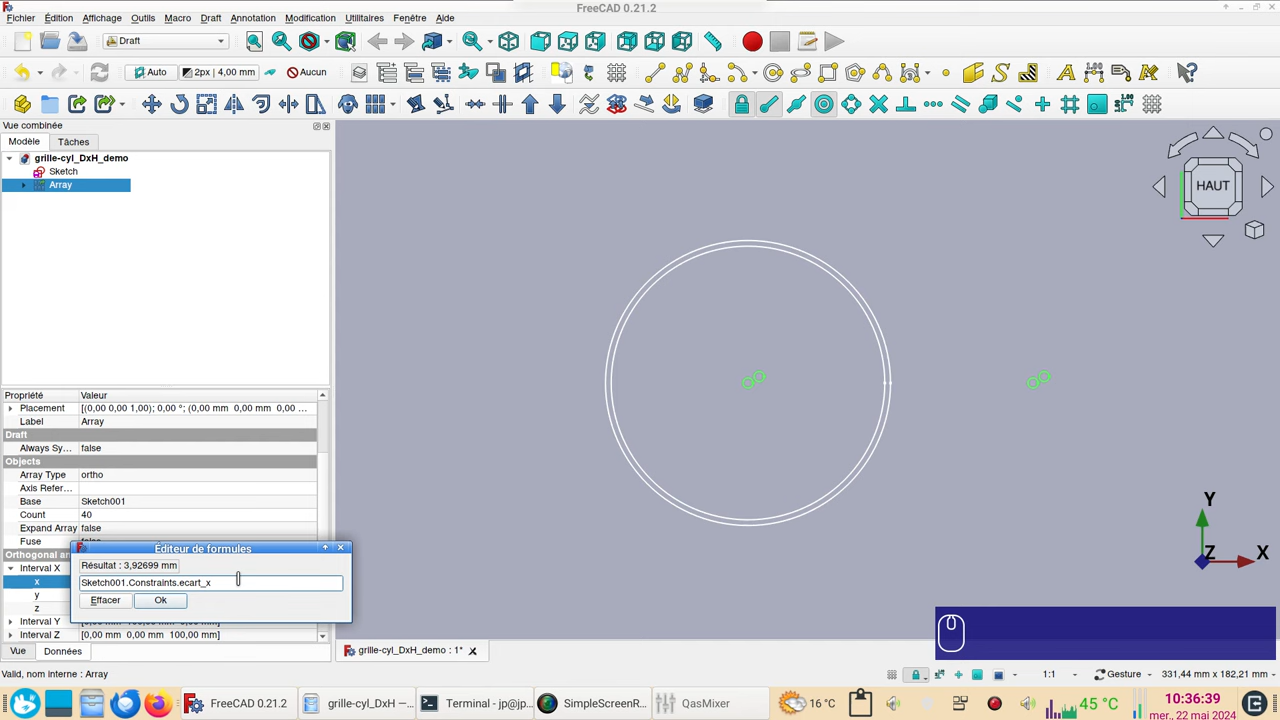 FreeCAD 0.21.2
Fichier Édition Affichage Outils Macro Draft Annotation Modification Utilitaires Fenêtre Aide
Draft
Auto 2px | 4,00 mm Aucun
Vue combinée
Modèle Tâches
grille-cyl_DxH_demo
Sketch
Array
HAUT
Propriété Valeur
Placement [(0,00 0,00 1,00); 0,00 °; (0,00 mm 0,00 mm 0,00 ...
Label Array
Draft
Always Sy... false
Objects
Array Type ortho
Axis Refer...
Base Sketch001
Count 40
Expand Array false
Fuse
Orthogonal ar
Éditeur de formules
Résultat : 3,92699 mm
Interval X
x Sketch001.Constraints.ecart_x
y Effacer Ok
z
Interval Y
Interval Z [0,00 mm 0,00 mm 100,00 mm]
Y
Z X
Vue Données
grille-cyl_DxH_demo : 1*
Valid, nom interne : Array
1:1 Gesture 331,44 mm x 182,21 mm
FreeCAD 0.21.2 grille-cyl_DxH —... Terminal - jp@jp... SimpleScreenR... QasMixer 16 °C 45 °C
10:36:39
mer., 22 mai 2024